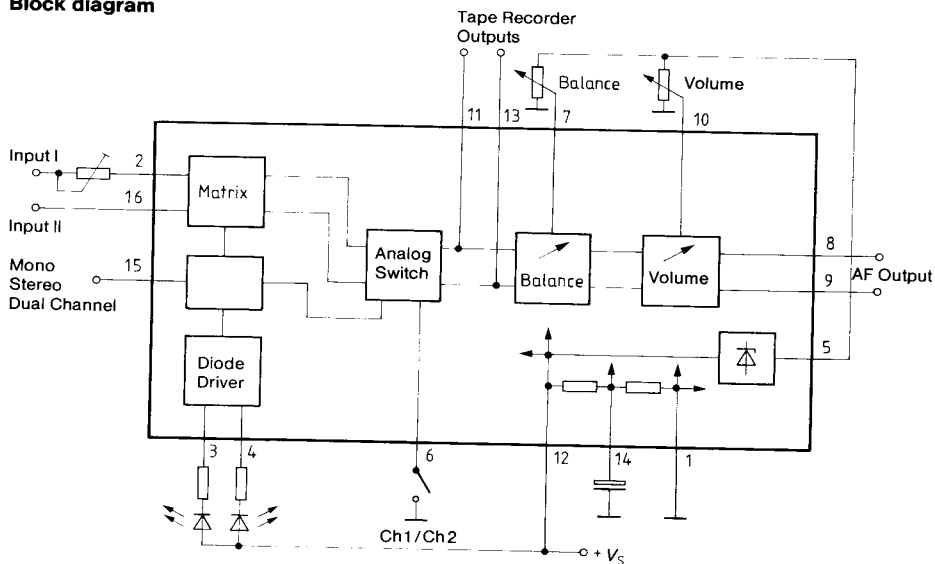 Block diagram
Tape Recorder
Outputs
Balance
Volume
11
13
7
10
Input I
2
16
Input II
Matrix
Mono
Stereo
Dual Channel
15
Analog
Switch
Balance
Volume
8
9
AF Output
5
Diode
Driver
3
4
6
12
14
1
Ch1/Ch2
+ VS